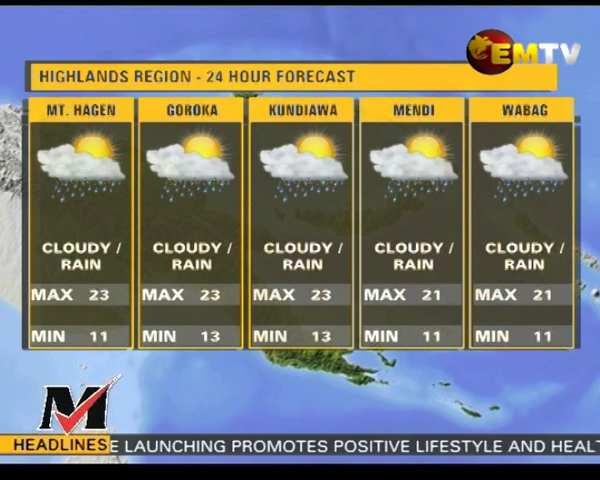 EMTV
HIGHLANDS REGION - 24 HOUR FORECAST
MT. HAGEN
CLOUDY /
RAIN
MAX 23
MIN 11
GOROKA
CLOUDY /
RAIN
MAX 23
MIN 13
KUNDIAWA
CLOUDY /
RAIN
MAX 23
MIN 13
MENDI
CLOUDY /
RAIN
MAX 21
MIN 11
WABAG
CLOUDY /
RAIN
MAX 21
MIN 11
M
HEADLINES E LAUNCHING PROMOTES POSITIVE LIFESTYLE AND HEALT